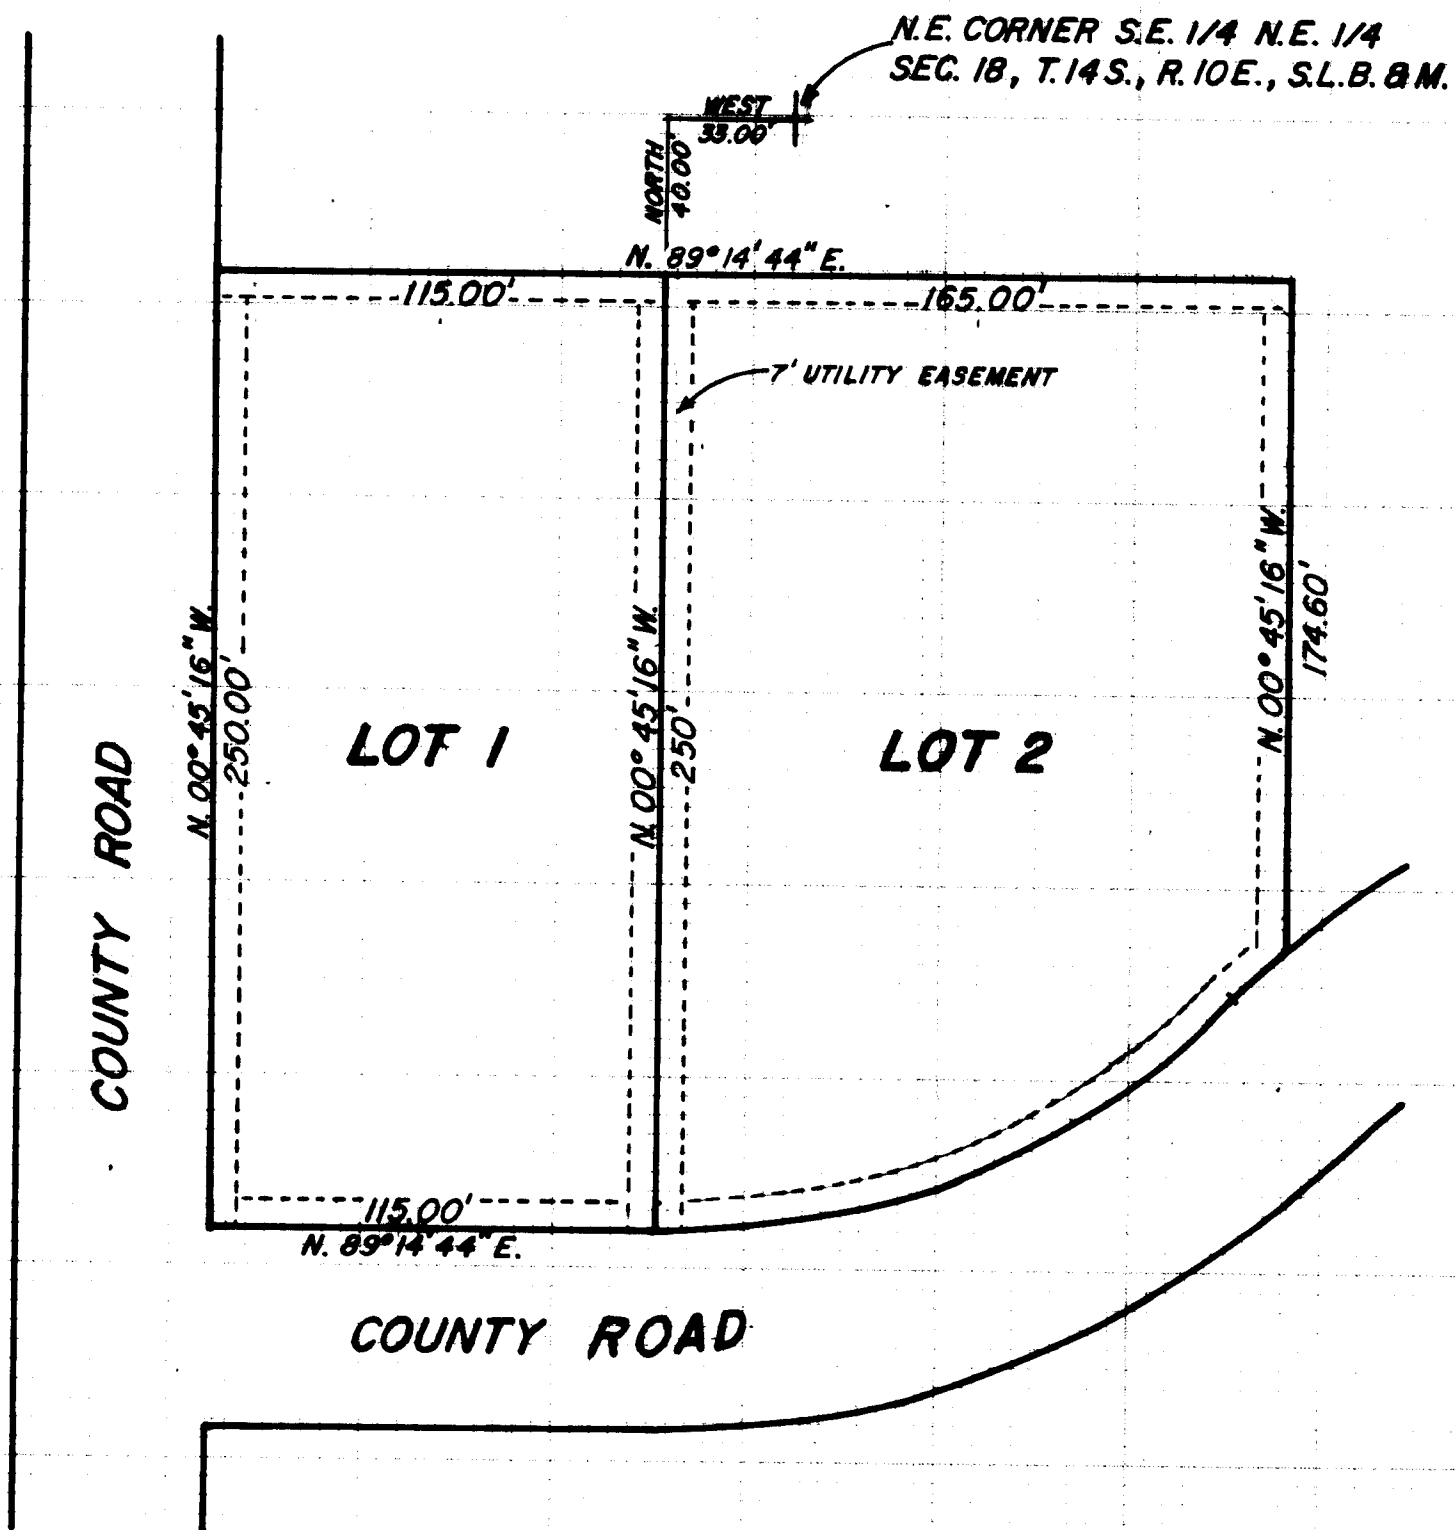 N.E. CORNER S.E. 1/4 N.E. 1/4
SEC. 18, T. 14 S., R. 10 E., S.L.B. & M.
WEST
33.00'
NORTH
40.00'
N. 89° 14' 44" E.
115.00'
165.00'
7' UTILITY EASEMENT
N. 00° 45' 16" W.
250.00'
N. 00° 45' 16" W.
250'
N. 00° 45' 16" W.
174.60'
LOT 1
LOT 2
COUNTY ROAD
115.00'
N. 89° 14' 44" E.
COUNTY ROAD